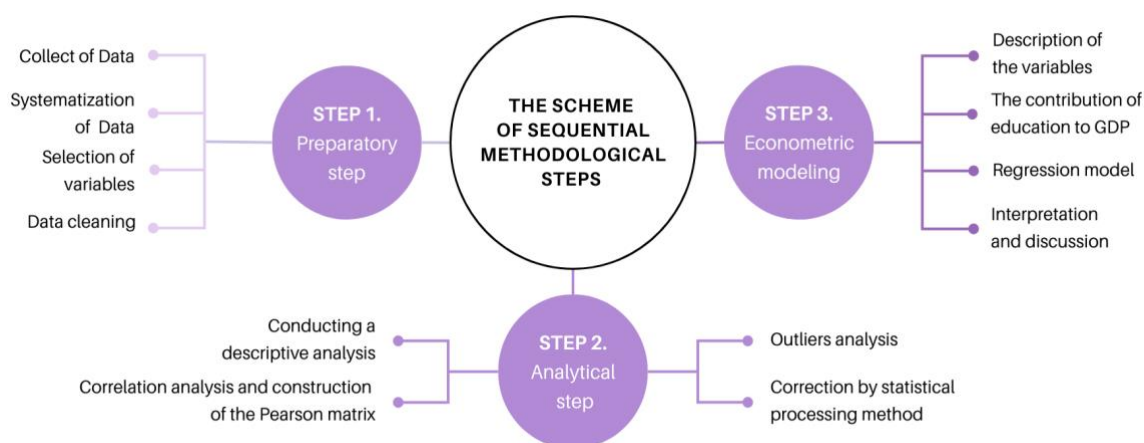 THE SCHEME
OF SEQUENTIAL
METHODOLOGICAL
STEPS
STEP 1.
Preparatory
step
Collect of Data
Systematization
of Data
Selection of
variables
Data cleaning
STEP 2.
Analytical
step
Conducting a
descriptive analysis
Correlation analysis and construction
of the Pearson matrix
Outliers analysis
Correction by statistical
processing method
STEP 3.
Econometric
modeling
Description of
the variables
The contribution of
education to GDP
Regression model
Interpretation
and discussion